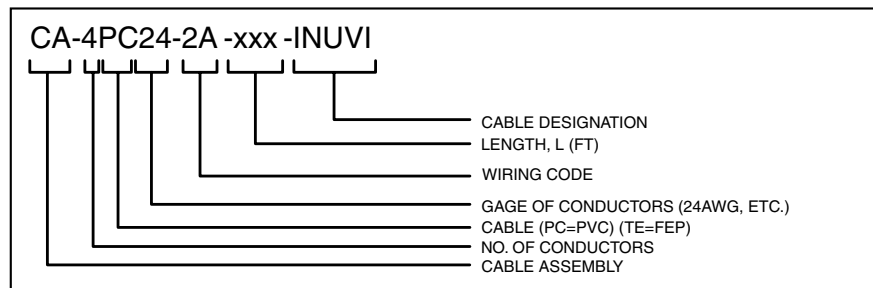 CA-4PC24-2A -xxx -INUVI
CABLE DESIGNATION
LENGTH, L (FT)
WIRING CODE
GAGE OF CONDUCTORS (24AWG, ETC.)
CABLE (PC=PVC) (TE=FEP)
NO. OF CONDUCTORS
CABLE ASSEMBLY